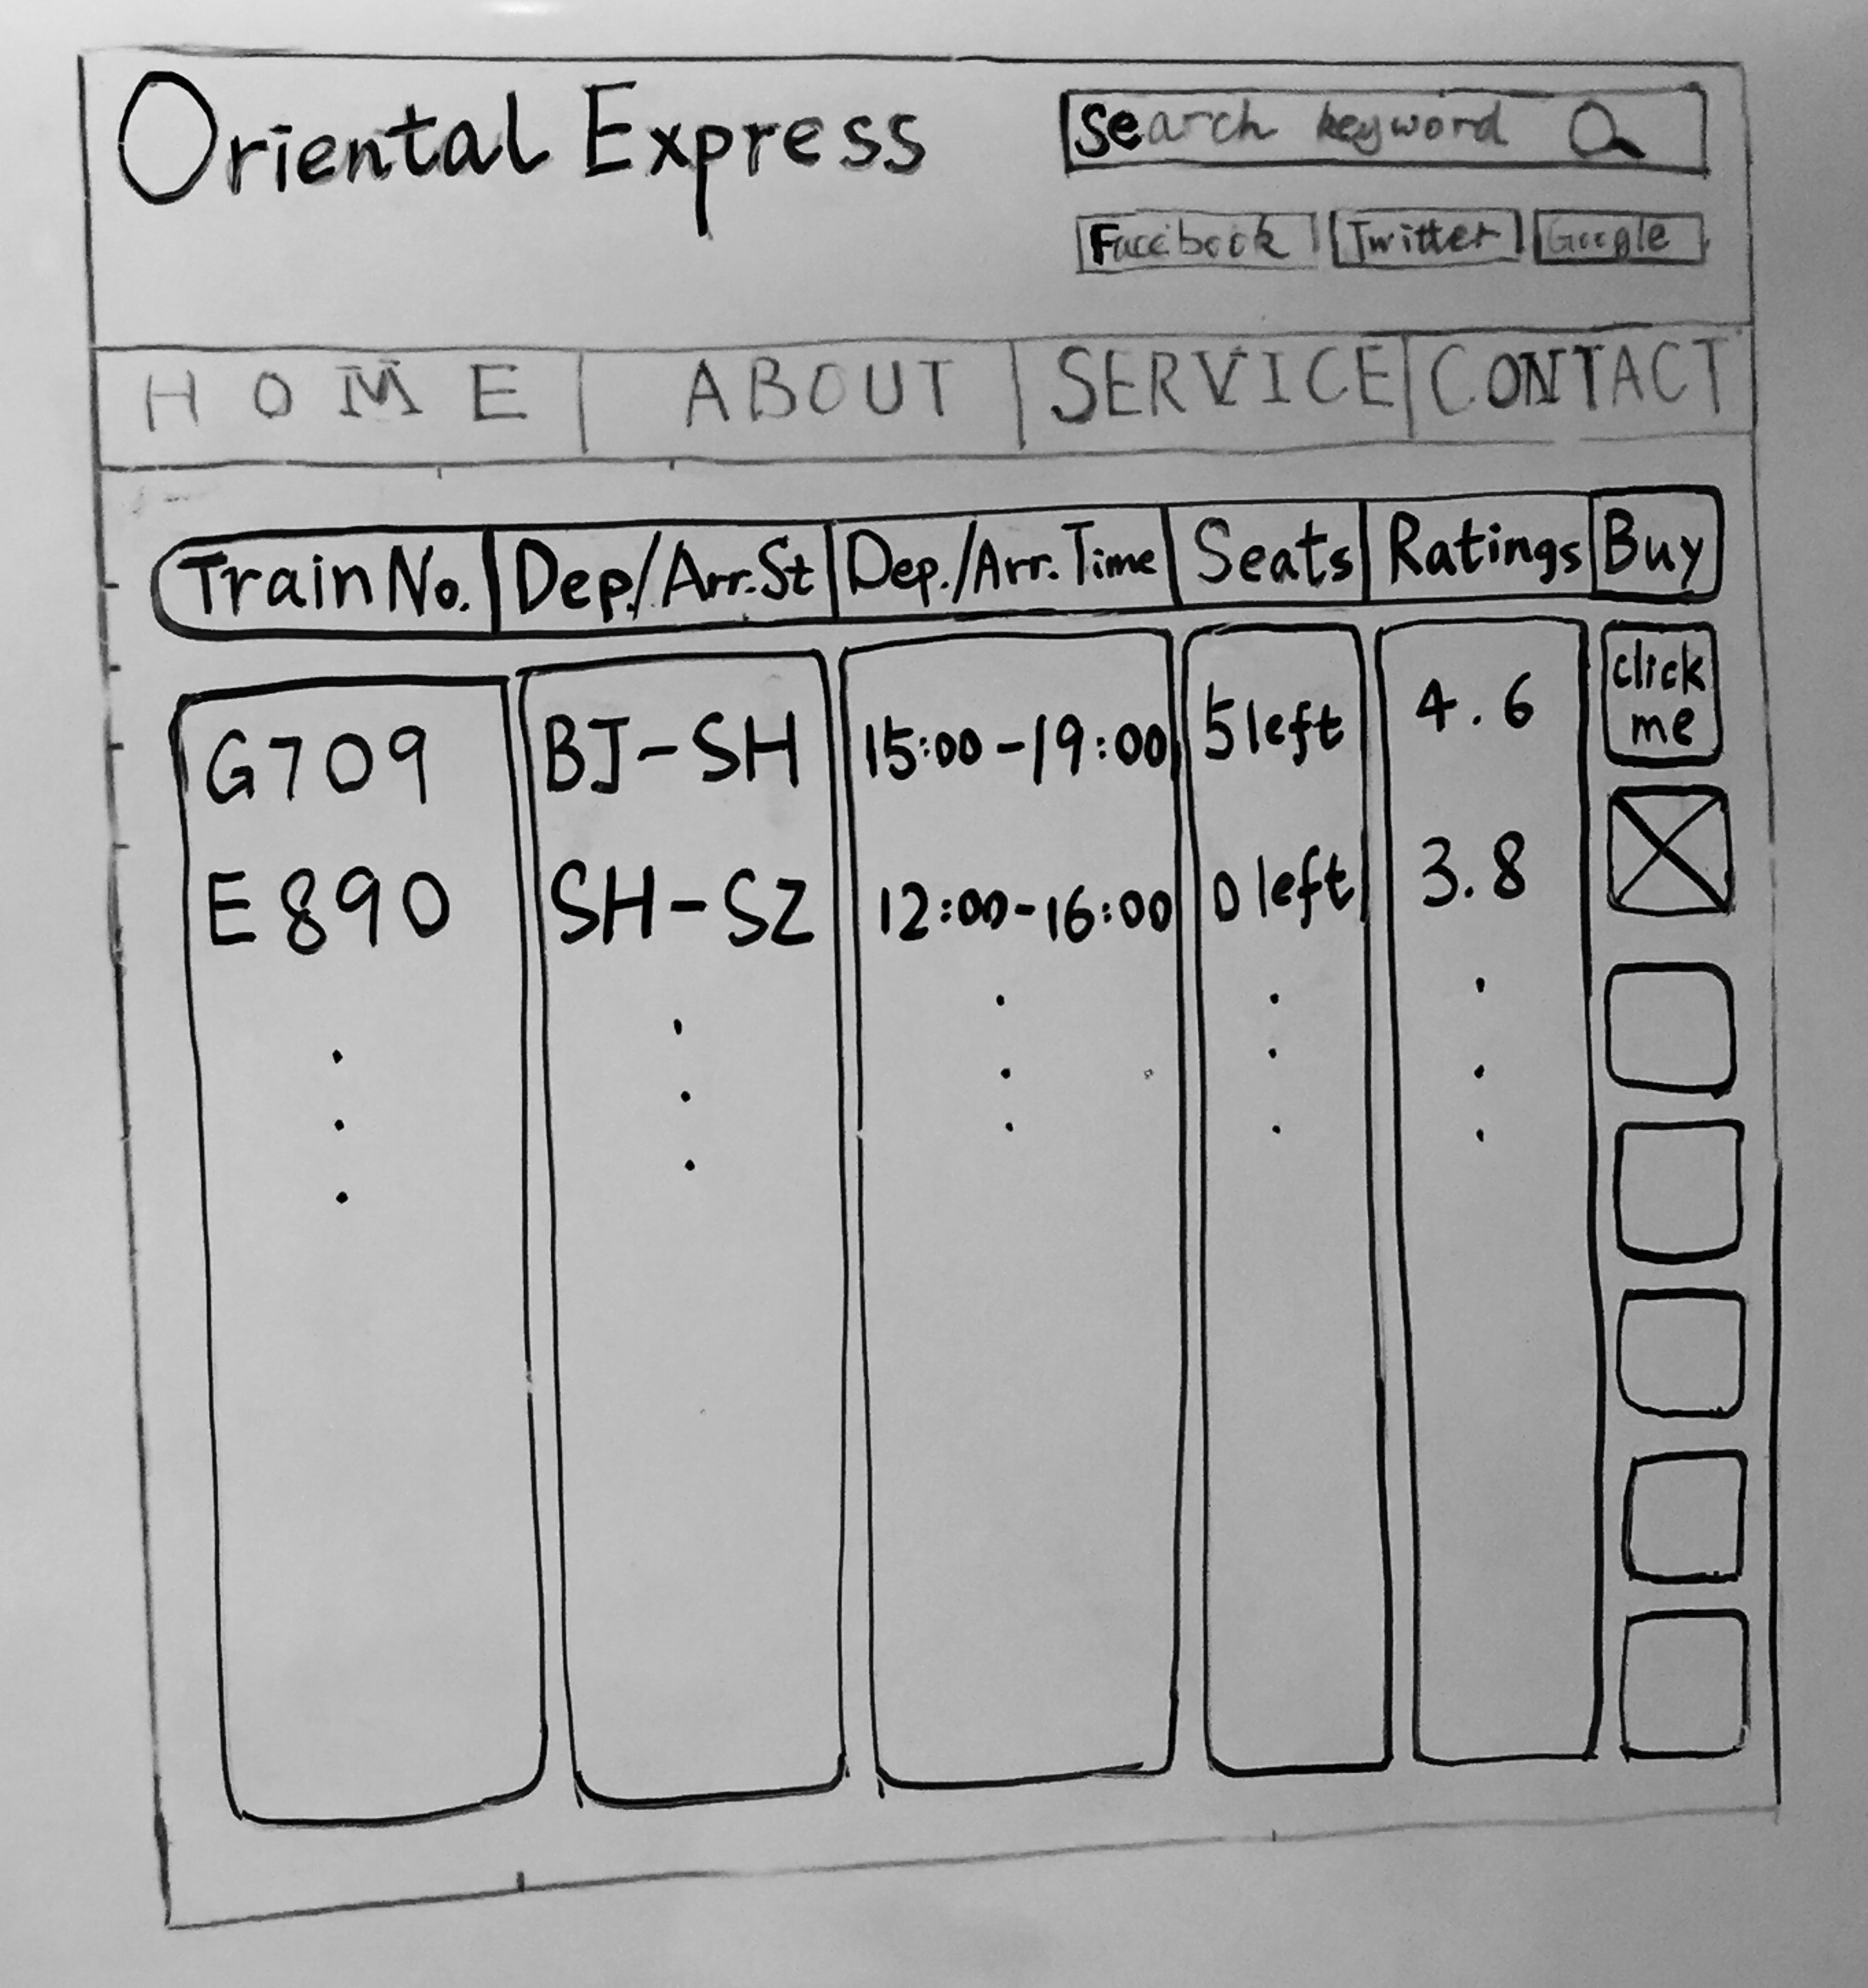 Oriental Express
Search keyword
Facebook Twitter Google
HOME ABOUT SERVICE CONTACT
Train No. Dep./Arr.St Dep./Arr. Time Seats Ratings Buy
G709 BJ-SH 15:00-19:00 5 left 4.6 click me
E890 SH-SZ 12:00-16:00 0 left 3.8